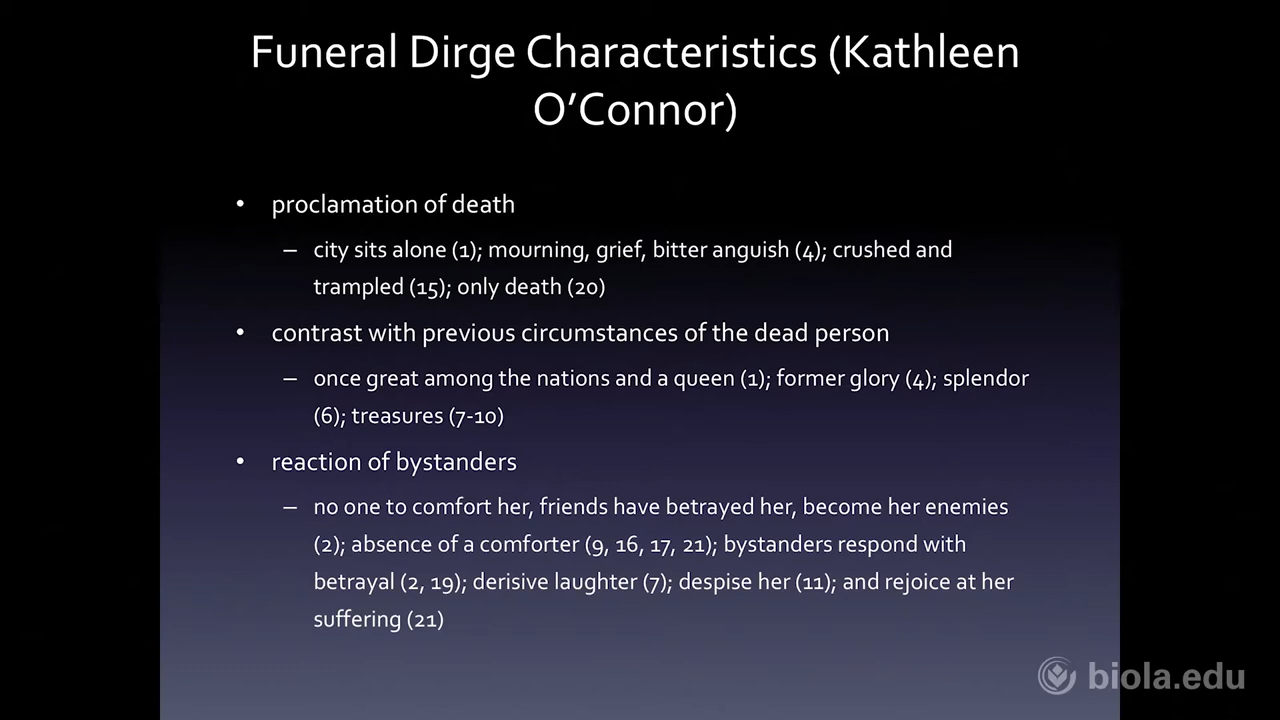 Funeral Dirge Characteristics (Kathleen
O’Connor)
• proclamation of death
– city sits alone (1); mourning, grief, bitter anguish (4); crushed and
trampled (15); only death (20)
• contrast with previous circumstances of the dead person
– once great among the nations and a queen (1); former glory (4); splendor
(6); treasures (7-10)
• reaction of bystanders
– no one to comfort her, friends have betrayed her, become her enemies
(2); absence of a comforter (9, 16, 17, 21); bystanders respond with
betrayal (2, 19); derisive laughter (7); despise her (11); and rejoice at her
suffering (21)
biola.edu